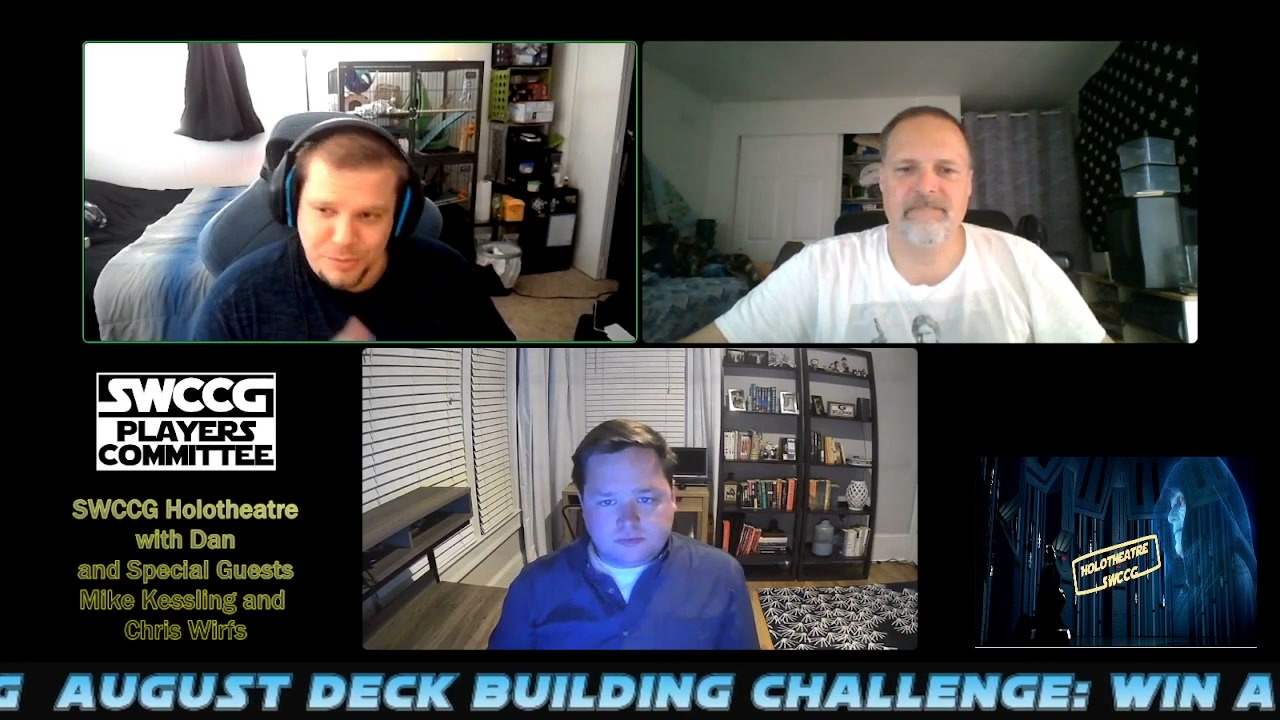 SWCCG
PLAYERS
COMMITTEE
SWCCG Holotheatre
with Dan
and Special Guests
Mike Kessling and
Chris Wirfs
HOLOTHEATRE
SWCCG
G AUGUST DECK BUILDING CHALLENGE: WIN A